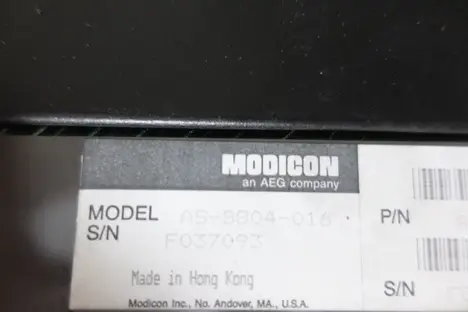 MODICON
an AEG company
MODEL AS-B804-016
S/N F037093
Made in Hong Kong
Modicon Inc., No. Andover, MA., U.S.A.
P/N
S/N